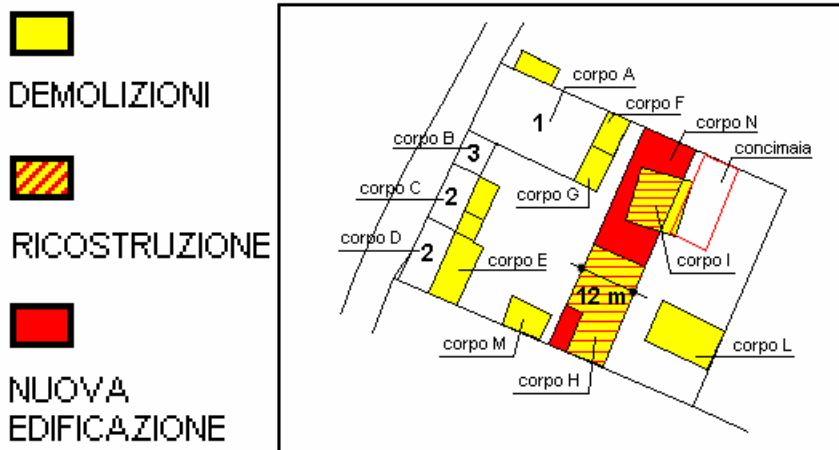 DEMOLIZIONI
RICOSTRUZIONE
NUOVA
EDIFICAZIONE
corpo A
corpo F
1
corpo N
corpo B
concimaia
3
corpo C
2
corpo G
corpo D
2
corpo E
corpo I
12 m
corpo M
corpo L
corpo H